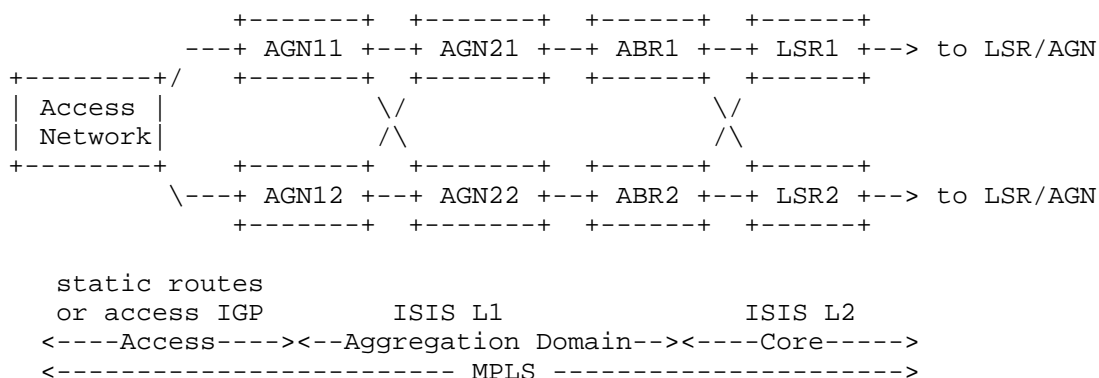 +-------+  +-------+  +------+  +------+
             ---+ AGN11 +--+ AGN21 +--+ ABR1 +--+ LSR1 +--> to LSR/AGN
+--------+/     +-------+  +-------+  +------+  +------+
| Access |                \/                    \/
| Network|                /\                    /\
+--------+      +-------+  +-------+  +------+  +------+
            \---+ AGN12 +--+ AGN22 +--+ ABR2 +--+ LSR2 +--> to LSR/AGN
                +-------+  +-------+  +------+  +------+
static routes
or access IGP        ISIS L1                 ISIS L2
<----Access----><--Aggregation Domain--><----Core----->
<------------------------- MPLS ---------------------->